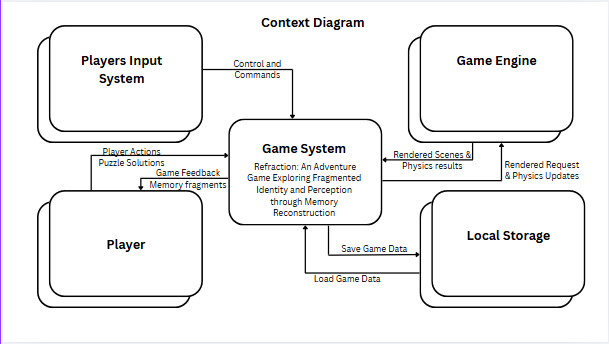 Context Diagram
Players Input
System
Control and
Commands
Game Engine
Game System
Refraction: An Adventure
Game Exploring Fragmented
Identity and Perception
through Memory
Reconstruction
Player Actions
Puzzle Solutions
Game Feedback
Memory fragments
Rendered Scenes &
Physics results
Rendered Request
& Physics Updates
Player
Local Storage
Save Game Data
Load Game Data